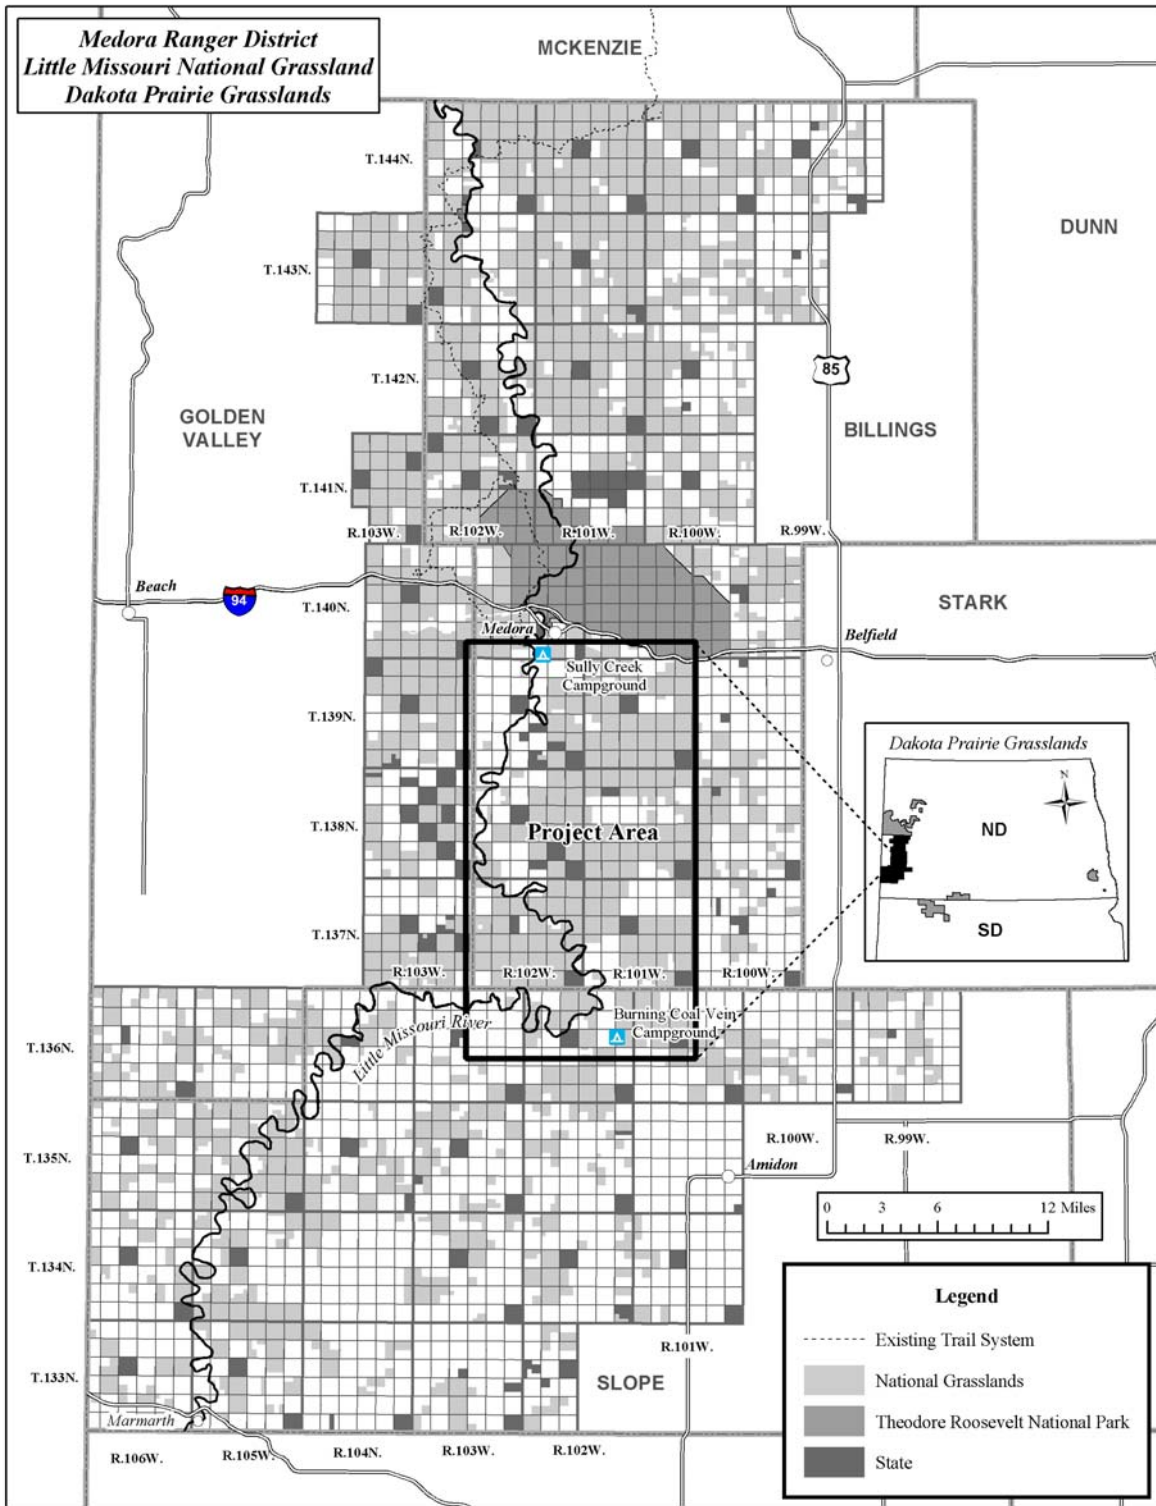 Medora Ranger District
Little Missouri National Grassland
Dakota Prairie Grasslands
MCKENZIE
T.144N.
DUNN
T.143N.
85
T.142N.
GOLDEN
VALLEY
BILLINGS
T.141N.
R.103W.
R.102W.
R.101W.
R.100W.
R.99W.
Beach
94
T.140N.
STARK
Medora
Belfield
Sully Creek
Campground
T.139N.
Dakota Prairie Grasslands
N
ND
SD
T.138N.
Project Area
T.137N.
R.103W.
R.102W.
R.101W.
R.100W.
Burning Coal Vein
Campground
Little Missouri River
T.136N.
R.100W.
R.99W.
T.135N.
Amidon
0
3
6
12 Miles
T.134N.
R.101W.
T.133N.
SLOPE
Marmarth
R.106W.
R.105W.
R.104N.
R.103W.
R.102W.
Legend
Existing Trail System
National Grasslands
Theodore Roosevelt National Park
State